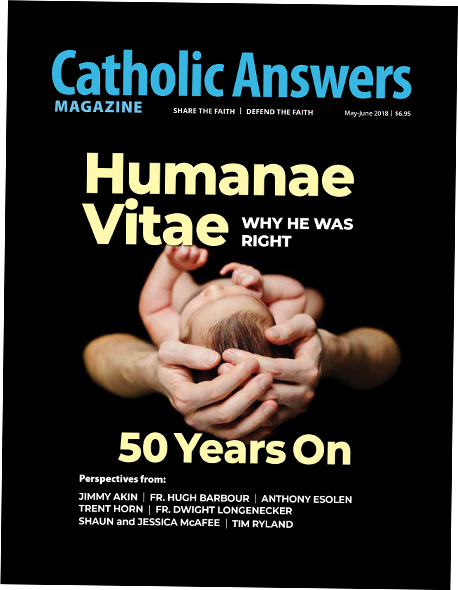 Catholic Answers
MAGAZINE
SHARE THE FAITH | DEFEND THE FAITH
May-June 2018 | $6.95
Humanae
Vitae
WHY HE WAS
RIGHT
50 Years On
Perspectives from:
JIMMY AKIN | FR. HUGH BARBOUR | ANTHONY ESOLEN
TRENT HORN | FR. DWIGHT LONGENECKER
SHAUN and JESSICA McAFEE | TIM RYLAND